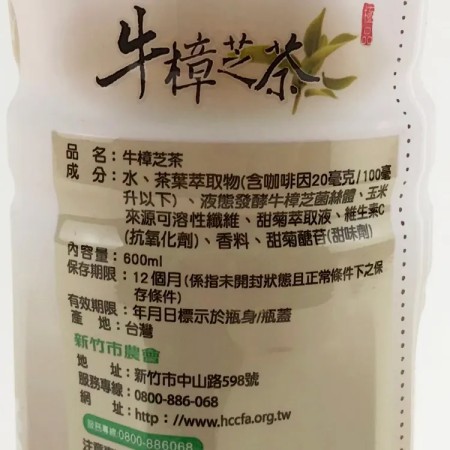 牛樟芝茶
品 名：牛樟芝茶
成 分：水、茶葉萃取物(含咖啡因20毫克/100毫
升以下)、液態發酵牛樟芝菌絲體、玉米
來源可溶性纖維、甜菊萃取液、維生素C
(抗氧化劑)、香料、甜菊醣苷(甜味劑)
內容量：600ml
保存期限：12個月(係指未開封狀態且正常條件下之保
存條件)
有效期限：年月日標示於瓶身/瓶蓋
產 地：台灣
新竹市農會
地 址：新竹市中山路598號
服務專線：0800-886-068
網 址：http：//www.hccfa.org.tw
服務專線:0800-886068
注意